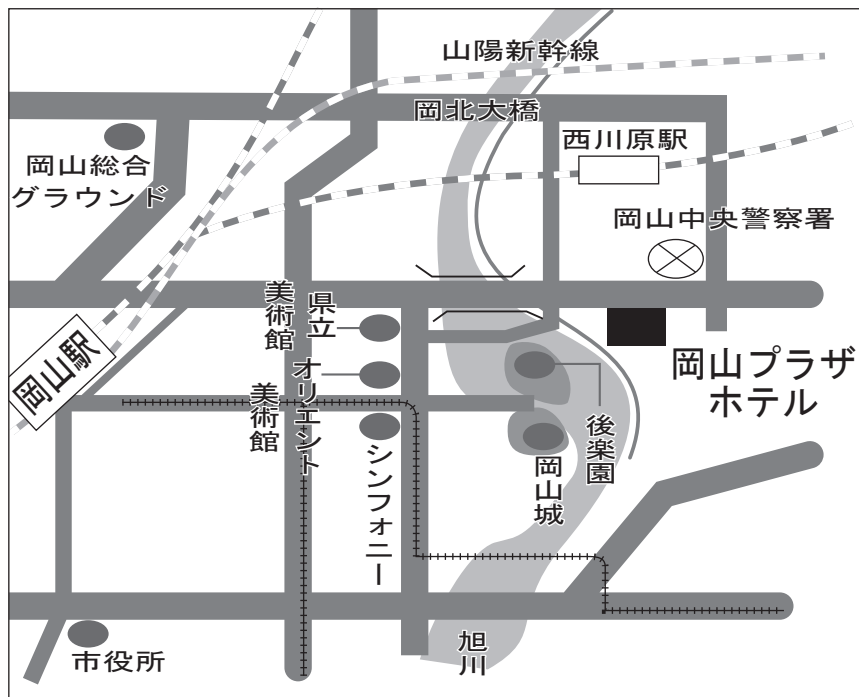 山陽新幹線
岡北大橋
西川原駅
岡山総合
グラウンド
岡山中央警察署
県立
美術館
岡山駅
オリエント
美術館
岡山プラザ
ホテル
後楽園
岡山城
シンフォニー
市役所
旭川